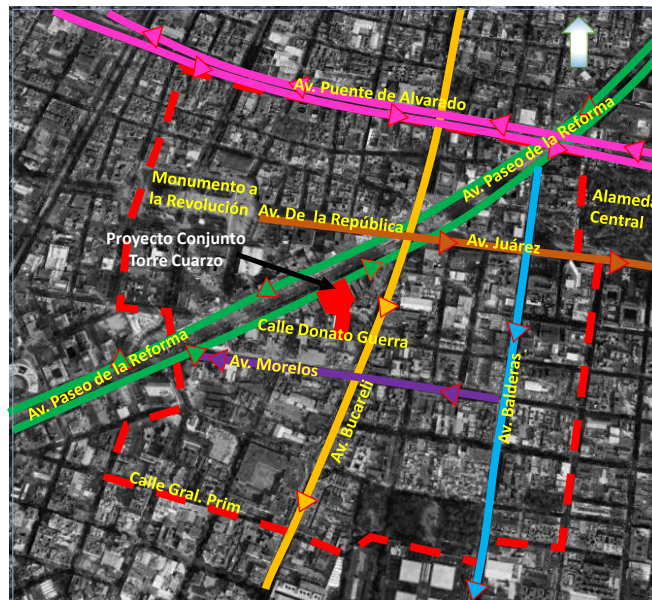 Av. Puente de Alvarado
Av. Paseo de la Reforma
Monumento a
la Revolución
Alameda
Central
Av. De  la República
Av. Juárez
Proyecto Conjunto
Torre Cuarzo
Calle Donato Guerra
Av. Paseo de la Reforma
Av. Morelos
Av. Balderas
Av. Bucareli
Calle Gral. Prim